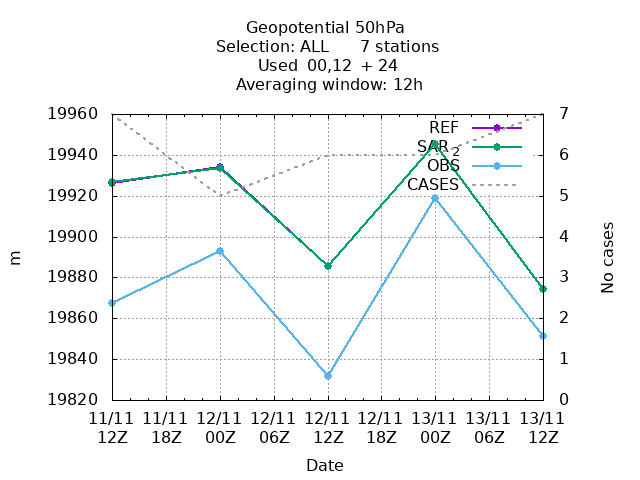 Geopotential 50hPa
Selection: ALL 7 stations
Used 00,12 + 24
Averaging window: 12h
19960
19940
19920
19900
19880
19860
19840
19820
m
7
6
5
4
3
2
1
0
No cases
REF
SAR_2
OBS
CASES
11/11 11/11 12/11 12/11 12/11 12/11 13/11 13/11 13/11
12Z 18Z 00Z 06Z 12Z 18Z 00Z 06Z 12Z
Date